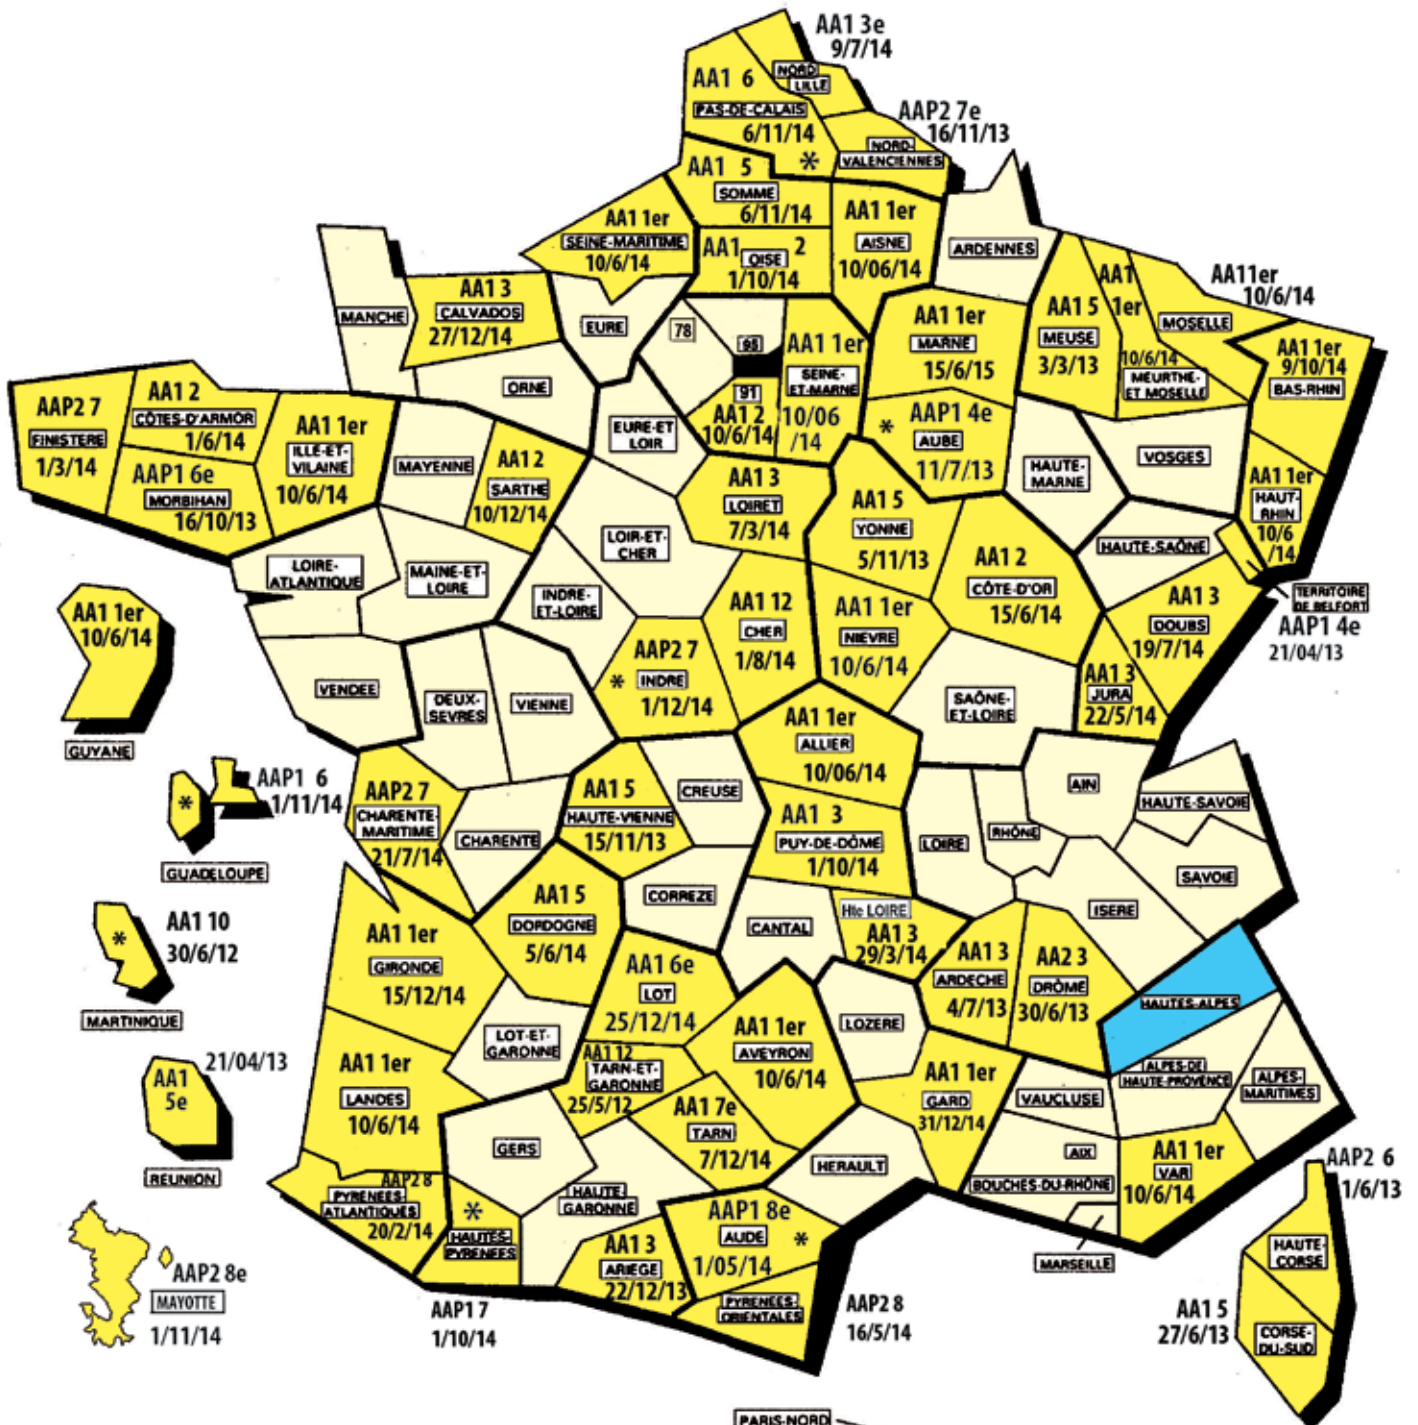 AA1 3e
9/7/14
NORD
LILLE
AA1 6
PAS-DE-CALAIS
6/11/14
*
AAP2 7e
16/11/13
NORD-
VALENCIENNES
AA1 5
SOMME
6/11/14
AA1 1er
SEINE-MARITIME
10/6/14
AA1 2
OISE
1/10/14
AA1 1er
AISNE
10/06/14
ARDENNES
MANCHE
AA1 3
CALVADOS
27/12/14
EURE
ORNE
78
95
91
AA1 2
10/6/14
AA1 1er
SEINE-
ET-MARNE
10/06
/14
AA1 1er
MARNE
15/6/15
AA1 5
MEUSE
3/3/13
AA1
1er
10/6/14
MEURTHE-
ET MOSELLE
AA11er
10/6/14
MOSELLE
AA1 1er
9/10/14
BAS-RHIN
AAP2 7
FINISTERE
1/3/14
AA1 2
CÔTES-D'ARMOR
1/6/14
AAP1 6e
MORBIHAN
16/10/13
AA1 1er
ILLE-ET-
VILAINE
10/6/14
MAYENNE
AA1 2
SARTHE
10/12/14
EURE-ET
LOIR
AA1 3
LOIRET
7/3/14
* AAP1 4e
AUBE
11/7/13
HAUTE-
MARNE
VOSGES
AA1 1er
HAUT-
RHIN
10/6
/14
LOIRE-
ATLANTIQUE
MAINE-ET-
LOIRE
LOIR-ET-
CHER
INDRE-
ET-LOIRE
AA1 5
YONNE
5/11/13
AA1 2
CÔTE-D'OR
15/6/14
HAUTE-SAÔNE
TERRITOIRE
DE BELFORT
AAP1 4e
21/04/13
AA1 3
DOUBS
19/7/14
AA1 3
JURA
22/5/14
AA1 12
CHER
1/8/14
AA1 1er
NIEVRE
10/6/14
AAP2 7
* INDRE
1/12/14
SAÔNE-
ET-LOIRE
VENDEE
DEUX-
SEVRES
VIENNE
AA1 1er
10/6/14
GUYANE
AAP1 6
1/11/14
*
GUADELOUPE
AA1 10
30/6/12
*
MARTINIQUE
21/04/13
AA1
5e
REUNION
AAP2 8e
MAYOTTE
1/11/14
AAP2 7
CHARENTE-
MARITIME
21/7/14
CHARENTE
AA1 5
HAUTE-VIENNE
15/11/13
CREUSE
AA1 1er
ALLIER
10/06/14
AA1 3
PUY-DE-DÔME
1/10/14
LOIRE
RHÔNE
AIN
HAUTE-SAVOIE
SAVOIE
ISERE
AA1 5
DORDOGNE
5/6/14
CORREZE
CANTAL
Hte LOIRE
AA1 3
29/3/14
AA1 3
ARDECHE
4/7/13
AA2 3
DRÔME
30/6/13
HAUTES-ALPES
AA1 1er
GIRONDE
15/12/14
LOT-ET-
GARONNE
AA1 6e
LOT
25/12/14
AA1 1er
AVEYRON
10/6/14
LOZERE
AA1 1er
LANDES
10/6/14
AA1 12
TARN-ET-
GARONNE
25/5/12
AA1 7e
TARN
7/12/14
AA1 1er
GARD
31/12/14
VAUCLUSE
ALPES-DE
HAUTE-PROVENCE
ALPES-
MARITIMES
GERS
HAUTE-
GARONNE
HERAULT
AIX
BOUCHES-DU-RHÔNE
MARSEILLE
AA1 1er
VAR
10/6/14
AAP2 8
PYRENEES-
ATLANTIQUES
20/2/14
*
HAUTES-
PYRENEES
AAP1 7
1/10/14
AA1 3
ARIEGE
22/12/13
AAP1 8e
AUDE *
1/05/14
PYRENEES-
ORIENTALES
AAP2 8
16/5/14
AAP2 6
1/6/13
HAUTE-
CORSE
AA1 5
27/6/13
CORSE-
DU-SUD
PARIS-NORD